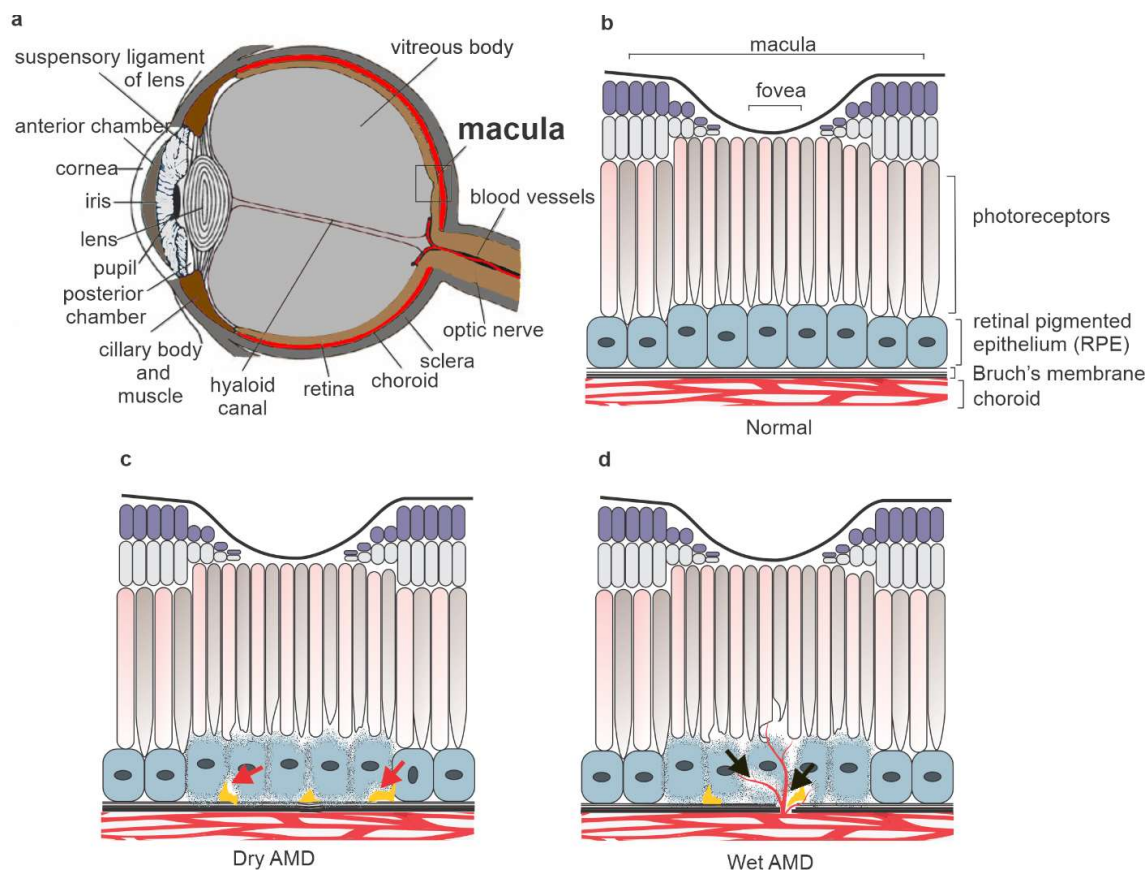 a
suspensory ligament
of lens
anterior chamber
cornea
iris
lens
pupil
posterior
chamber
cillary body
and
muscle
hyaloid
canal
retina
choroid
sclera
optic nerve
blood vessels
macula
vitreous body
b
macula
fovea
photoreceptors
retinal pigmented
epithelium (RPE)
Bruch's membrane
choroid
Normal
c
Dry AMD
d
Wet AMD